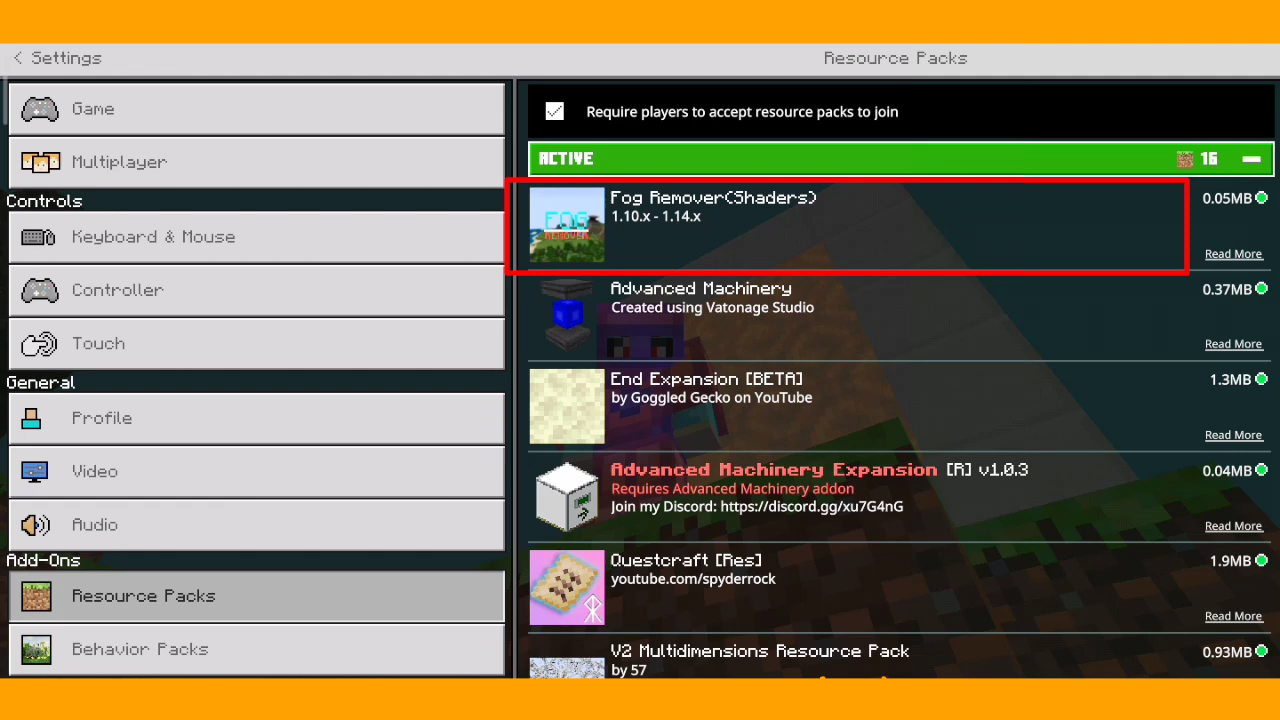 Settings
Resource Packs
Game
Multiplayer
Controls
Keyboard & Mouse
Controller
Touch
General
Profile
Video
Audio
Add-Ons
Resource Packs
Behavior Packs
Require players to accept resource packs to join
ACTIVE 16
FOG
REMOVER
Fog Remover(Shaders)
1.10.x - 1.14.x
0.05MB
Read More
Advanced Machinery
Created using Vatonage Studio
0.37MB
Read More
End Expansion [BETA]
by Goggled Gecko on YouTube
1.3MB
Read More
Advanced Machinery Expansion [R] v1.0.3
Requires Advanced Machinery addon
Join my Discord: https://discord.gg/xu7G4nG
0.04MB
Read More
Questcraft [Res]
youtube.com/spyderrock
1.9MB
Read More
V2 Multidimensions Resource Pack
by 57
0.93MB